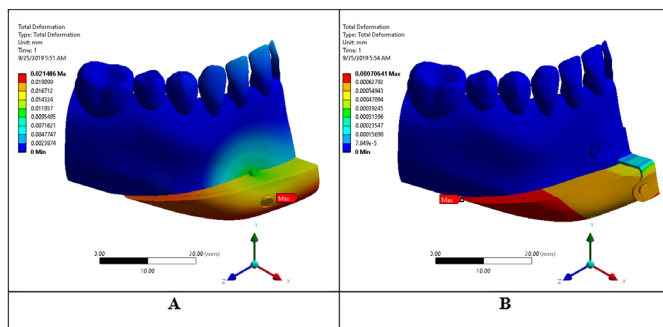 Total Deformation
Type: Total Deformation
Unit: mm
Time: 1
9/25/2019 5:51 AM
0.021486 Max
0.019099
0.016712
0.014324
0.011937
0.0095495
0.0071621
0.0047747
0.0023874
0 Min
Max
0.00
20.00 (mm)
10.00
Y
Z
X
A
Total Deformation
Type: Total Deformation
Unit: mm
Time: 1
9/25/2019 5:54 AM
0.00070641 Max
0.00062792
0.00054943
0.00047094
0.00039245
0.00031396
0.00023547
0.00015698
7.849e-5
0 Min
Max
0.00
20.00 (mm)
10.00
Y
Z
X
B